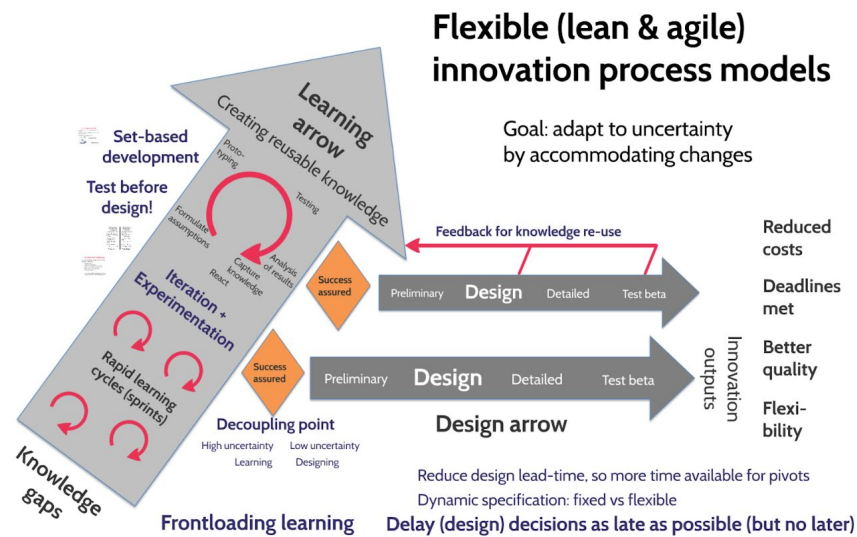 Flexible (lean & agile)
innovation process models
Goal: adapt to uncertainty
by accommodating changes
Learning
arrow
Creating reusable knowledge
Set-based
development
Test before
design!
Proto-
typing
Testing
Formulate
assumptions
Analysis
of results
Capture
knowledge
React
Iteration +
Experimentation
Rapid learning
cycles (sprints)
Knowledge
gaps
Feedback for knowledge re-use
Success
assured
Preliminary Design Detailed Test beta
Success
assured
Preliminary Design Detailed Test beta
Design arrow
Innovation
outputs
Reduced
costs
Deadlines
met
Better
quality
Flexi-
bility
Decoupling point
High uncertainty Low uncertainty
Learning Designing
Reduce design lead-time, so more time available for pivots
Dynamic specification: fixed vs flexible
Frontloading learning
Delay (design) decisions as late as possible (but no later)